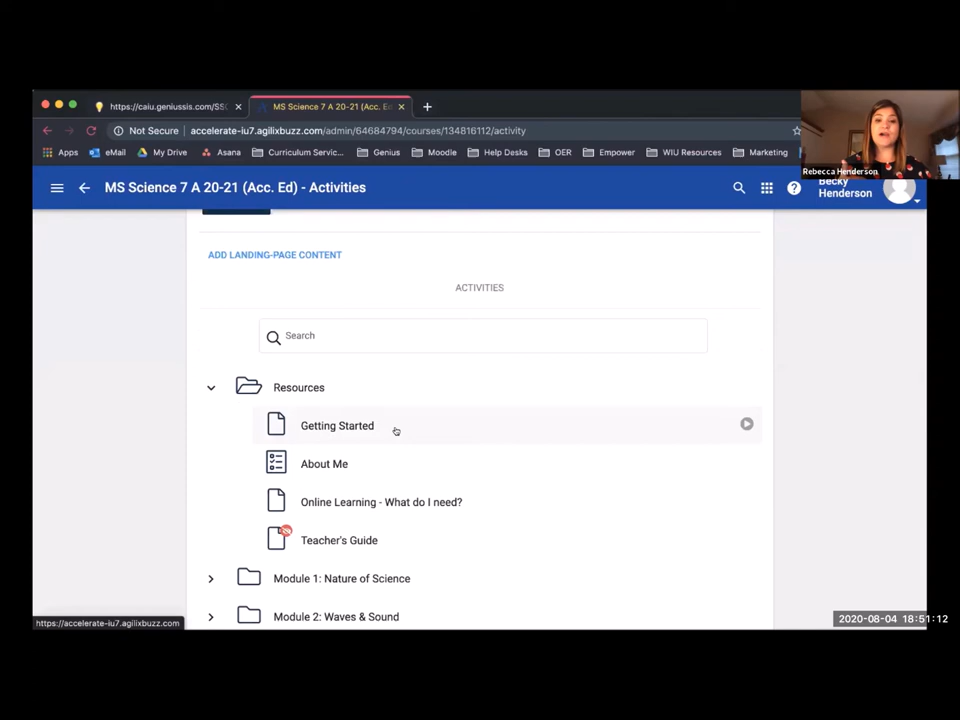 https://caiu.geniussis.com/SS
MS Science 7 A 20-21 (Acc. Ed
Not Secure
accelerate-iu7.agilixbuzz.com/admin/64684794/courses/134816112/activity
Apps
eMail
My Drive
Asana
Curriculum Servic...
Genius
Moodle
Help Desks
OER
Empower
WIU Resources
Marketing
Rebecca Henderson
MS Science 7 A 20-21 (Acc. Ed) - Activities
Becky
Henderson
ADD LANDING-PAGE CONTENT
ACTIVITIES
Search
Resources
Getting Started
About Me
Online Learning - What do I need?
Teacher's Guide
Module 1: Nature of Science
Module 2: Waves & Sound
https://accelerate-iu7.agilixbuzz.com
2020-08-04 18:51:12